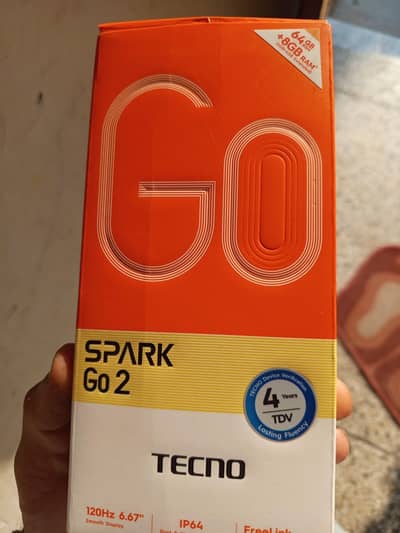 64GB
+8GB RAM*
Go
SPARK
Go 2
TECNO Device Verification
4 Years
TDV
Lasting Fluency
TECNO
120Hz 6.67"
Smooth Display
IP64
FreeLink